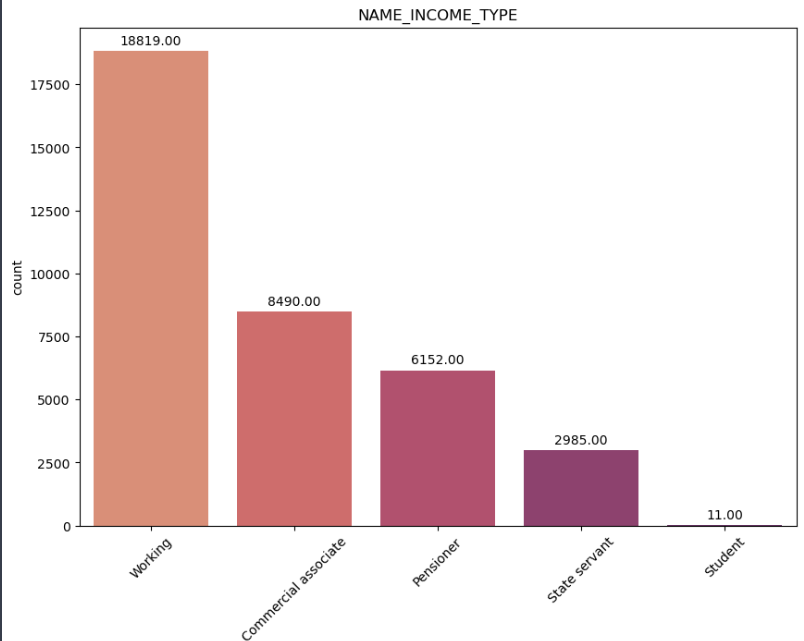 NAME_INCOME_TYPE
18819.00
17500
15000
12500
10000
8490.00
7500
6152.00
5000
2985.00
2500
11.00
0
count
Working
Commercial associate
Pensioner
State servant
Student